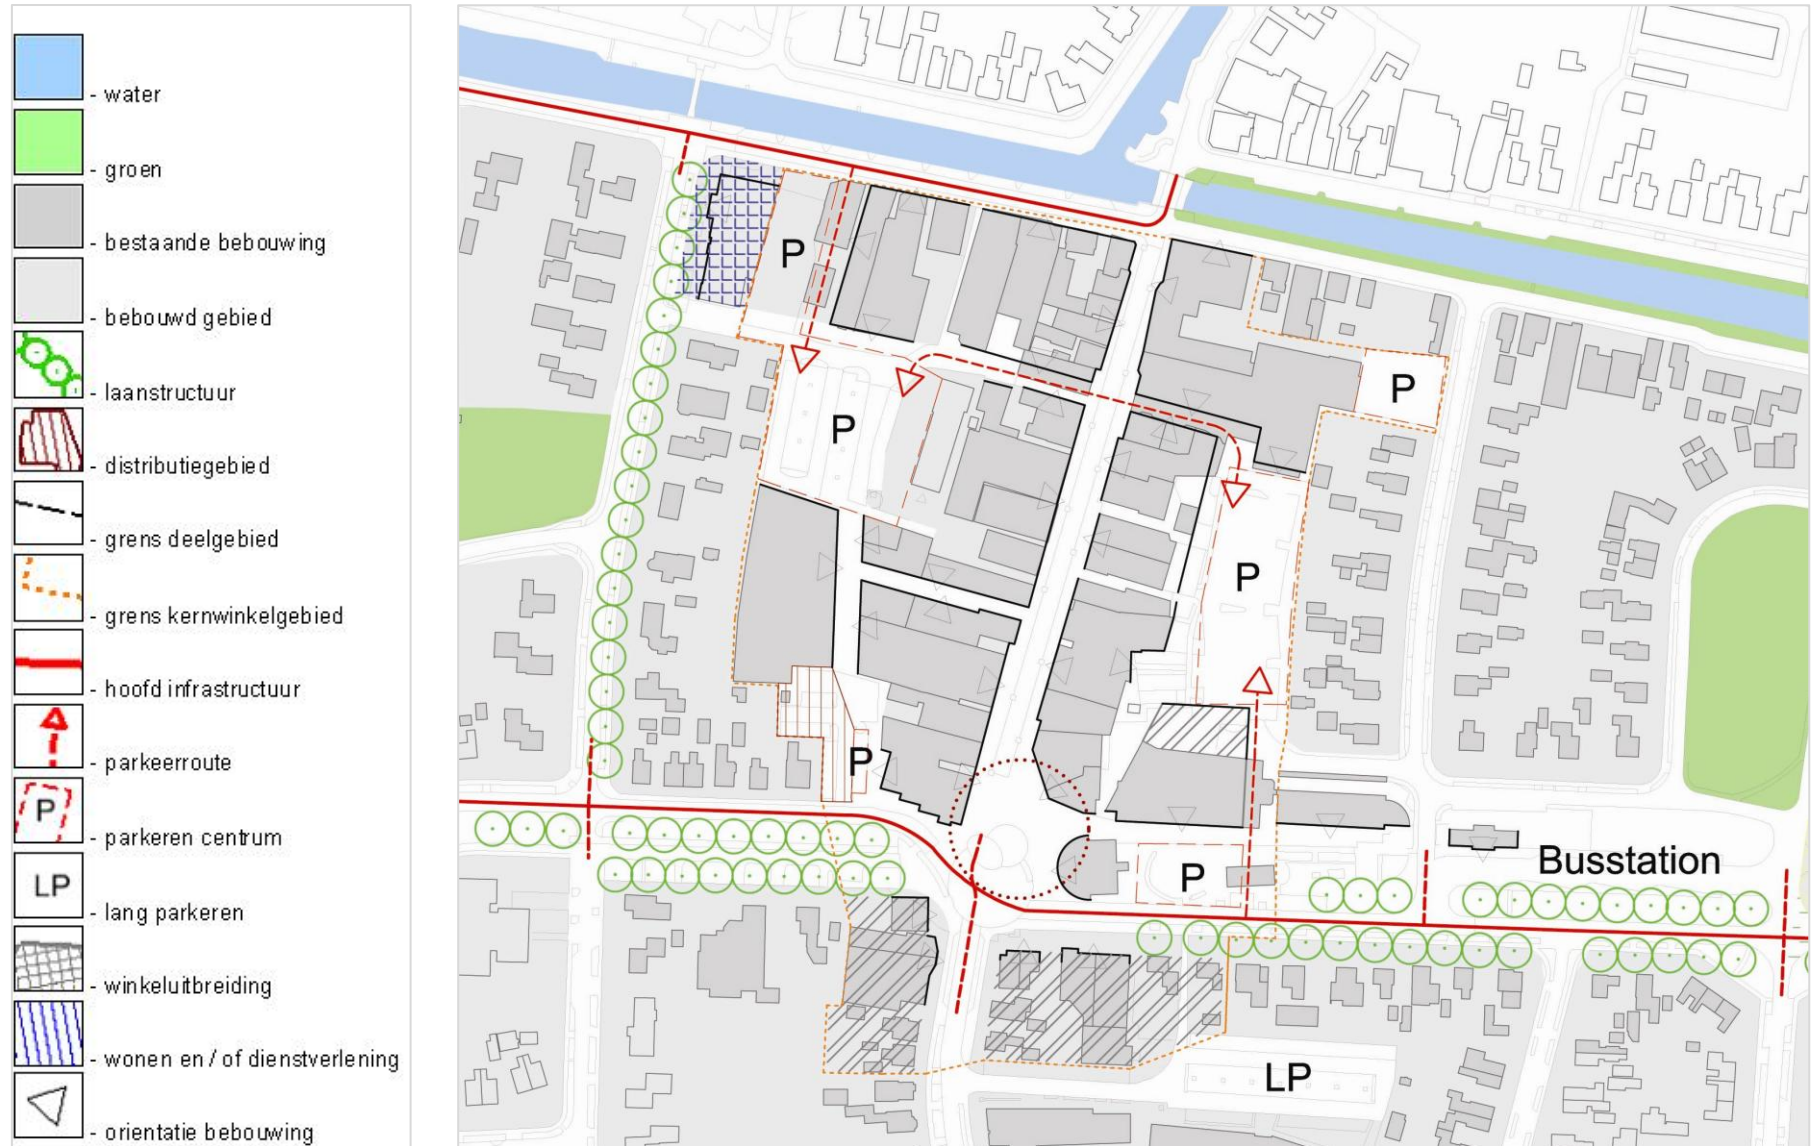 - water
- groen
- bestaande bebouwing
- bebouwd gebied
- laanstructuur
- distributiegebied
- grens deelgebied
- grens kernwinkelgebied
- hoofd infrastructuur
- parkeerroute
P
- parkeren centrum
LP
- lang parkeren
- winkeluitbreiding
- wonen en / of dienstverlening
- orientatie bebouwing
P
P
P
P
P
P
Busstation
LP